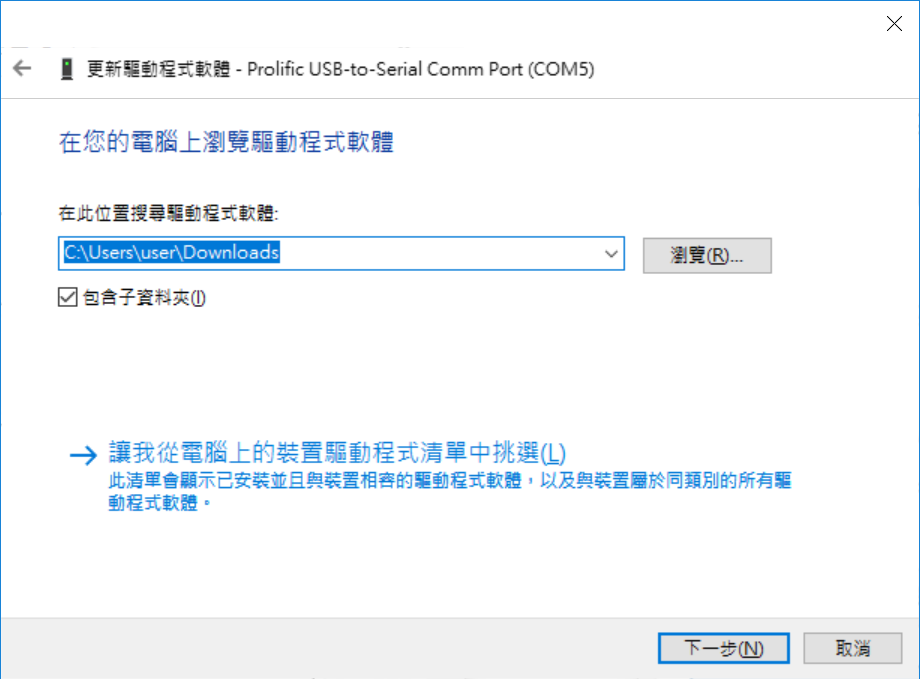 更新驅動程式軟體 - Prolific USB-to-Serial Comm Port (COM5)
在您的電腦上瀏覽驅動程式軟體
在此位置搜尋驅動程式軟體:
C:\Users\user\Downloads
瀏覽(R)...
包含子資料夾(I)
讓我從電腦上的裝置驅動程式清單中挑選(L)
此清單會顯示已安裝並且與裝置相容的驅動程式軟體，以及與裝置屬於同類別的所有驅
動程式軟體。
下一步(N)
取消